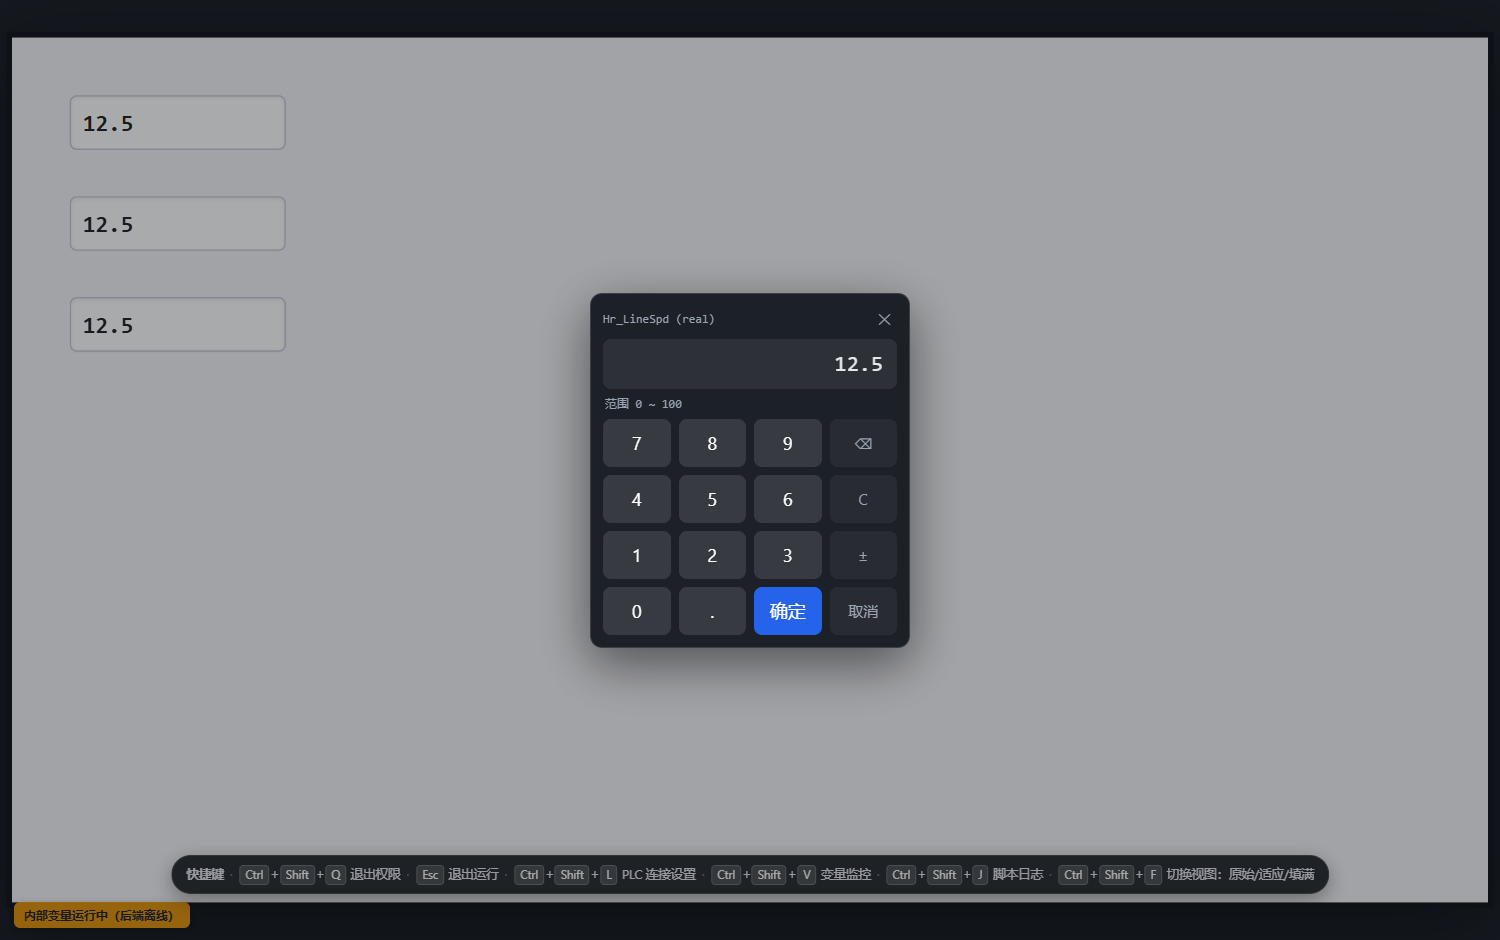 12.5
12.5
12.5
Hr_LineSpd (real)
12.5
范围 0 ~ 100
7 8 9 ⌫
4 5 6 C
1 2 3 ±
0 . 确定 取消
快捷键 · Ctrl + Shift + Q 退出权限 · Esc 退出运行 · Ctrl + Shift + L PLC 连接设置 · Ctrl + Shift + V 变量监控 · Ctrl + Shift + J 脚本日志 · Ctrl + Shift + F 切换视图：原始/适应/填满
内部变量运行中（后端离线）